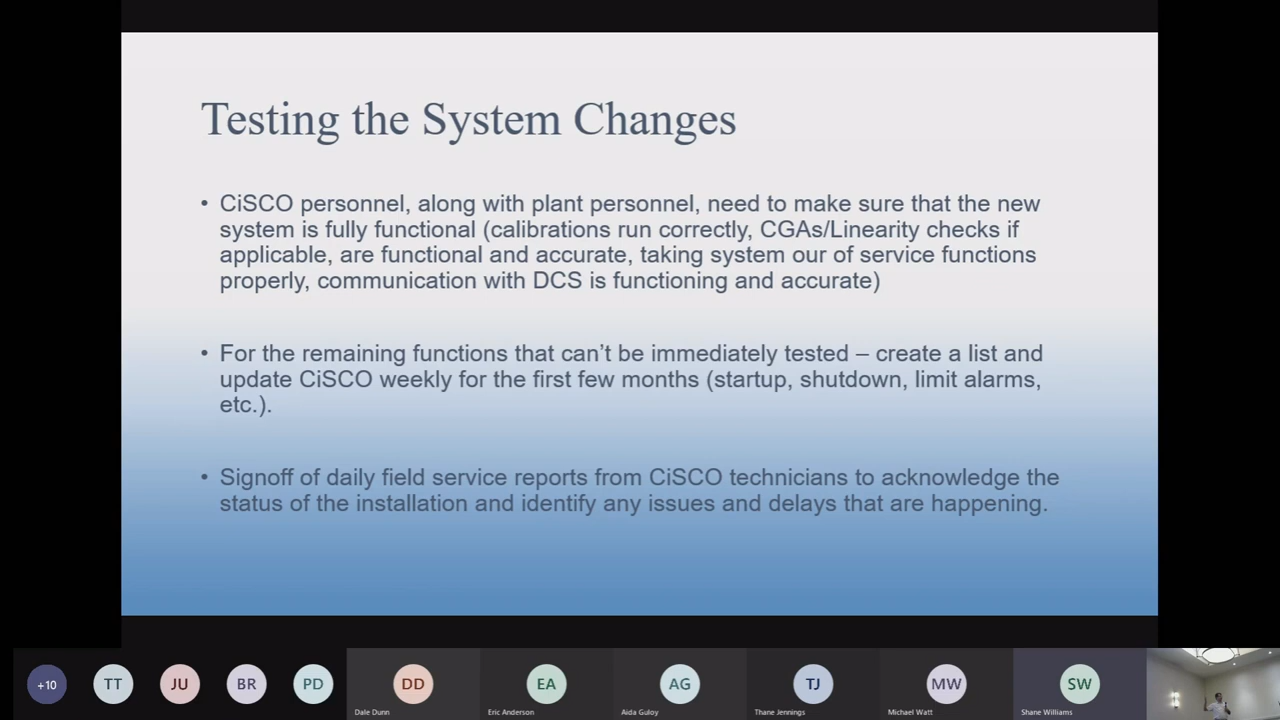 Testing the System Changes
• CiSCO personnel, along with plant personnel, need to make sure that the new
system is fully functional (calibrations run correctly, CGAs/Linearity checks if
applicable, are functional and accurate, taking system our of service functions
properly, communication with DCS is functioning and accurate)
• For the remaining functions that can’t be immediately tested – create a list and
update CiSCO weekly for the first few months (startup, shutdown, limit alarms,
etc.).
• Signoff of daily field service reports from CiSCO technicians to acknowledge the
status of the installation and identify any issues and delays that are happening.
+10 TT JU BR PD DD EA AG TJ MW SW
Dale Dunn Eric Anderson Aida Guloy Thane Jennings Michael Watt Shane Williams